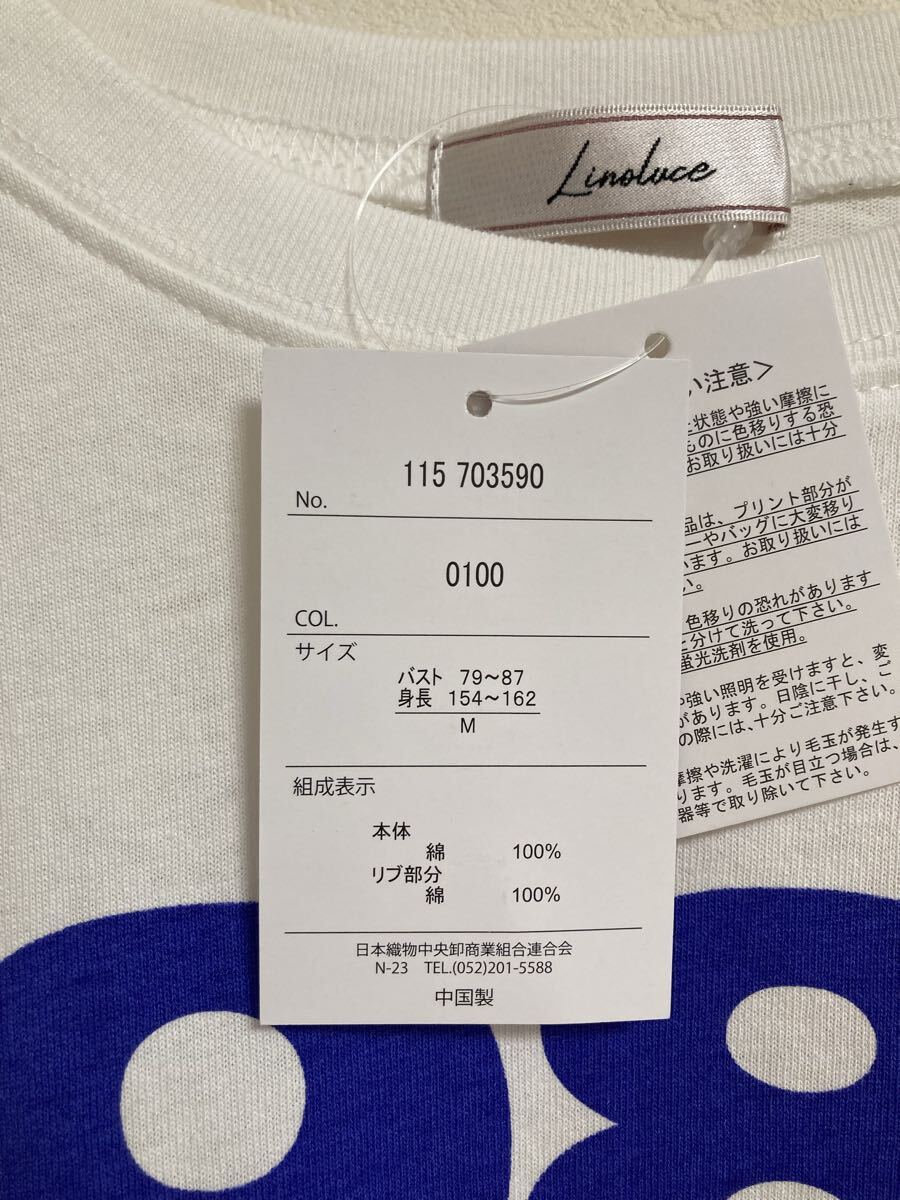 Linoluce
No. 115 703590
COL. 0100
サイズ
バスト 79～87
身長 154～162
M
組成表示
本体
綿 100%
リブ部分
綿 100%
日本織物中央卸商業組合連合会
N-23 TEL.(052)201-5588
中国製
い注意＞
状態や強い摩擦に
ものに色移りする恐
お取り扱いには十分
品は、プリント部分が
ーやバッグに大変移り
います。お取り扱いには
い。
色移りの恐れがあります
と分けて洗って下さい。
蛍光洗剤を使用。
や強い照明を受けますと、変
があります。日陰に干し、ご
の際には、十分ご注意下さい。
摩擦や洗濯により毛玉が発生す
ります。毛玉が目立つ場合は、
器等で取り除いて下さい。